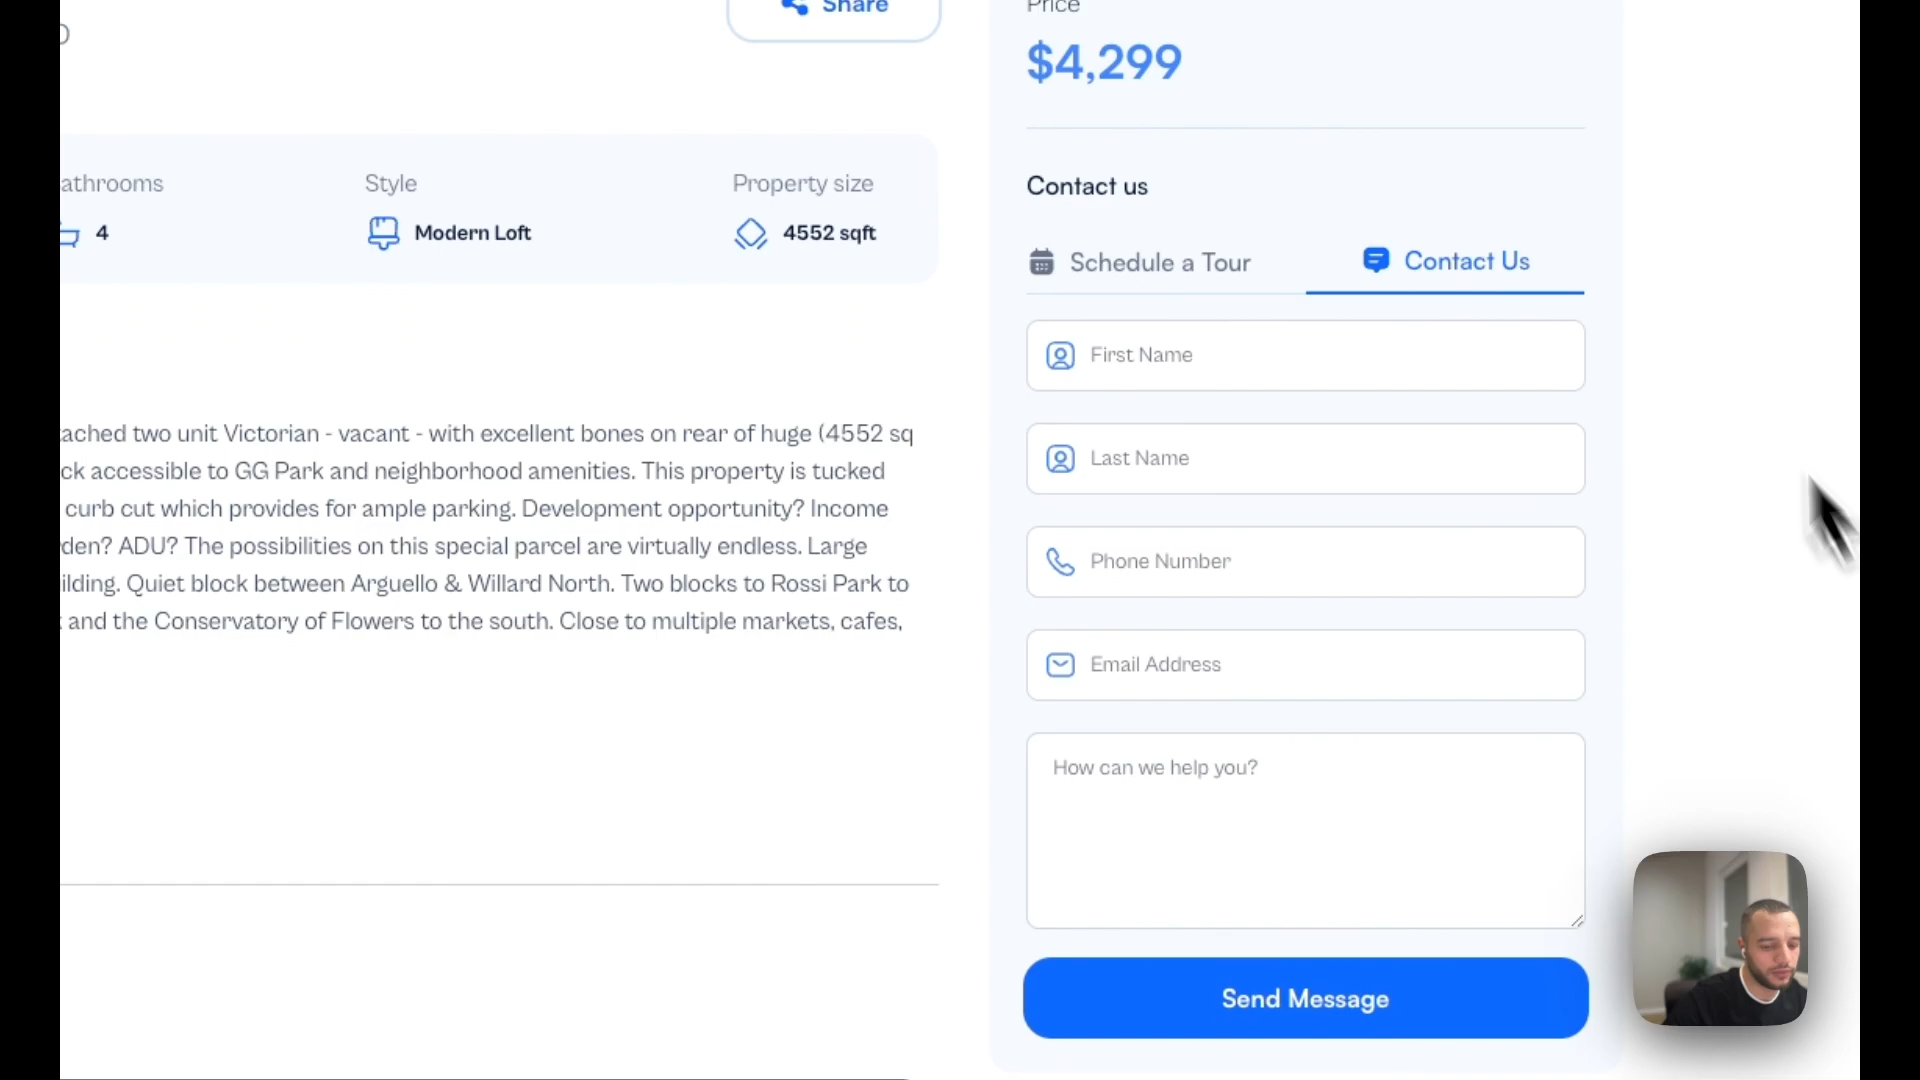 Share
Price
$4,299
athrooms
4
Style
Modern Loft
Property size
4552 sqft
Contact us
Schedule a Tour
Contact Us
First Name
Last Name
Phone Number
Email Address
How can we help you?
Send Message
ached two unit Victorian - vacant - with excellent bones on rear of huge (4552 sq
ck accessible to GG Park and neighborhood amenities. This property is tucked
curb cut which provides for ample parking. Development opportunity? Income
den? ADU? The possibilities on this special parcel are virtually endless. Large
ilding. Quiet block between Arguello & Willard North. Two blocks to Rossi Park to
and the Conservatory of Flowers to the south. Close to multiple markets, cafes,